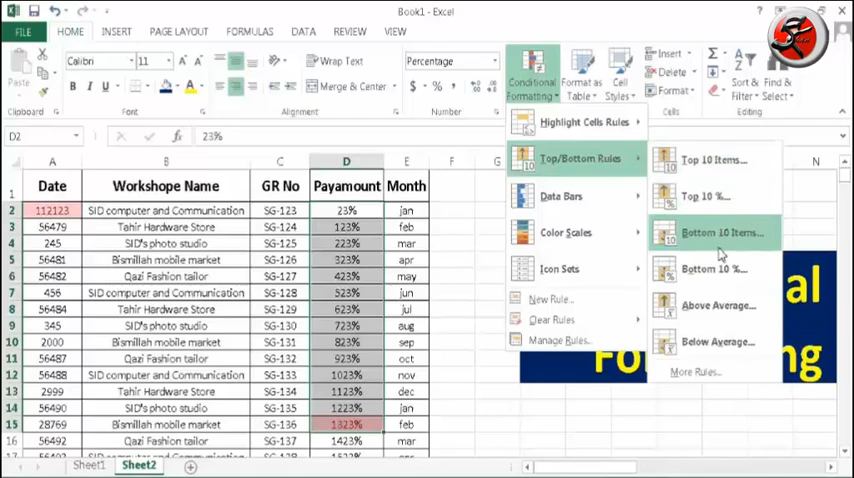 Book1 - Excel
FILE HOME INSERT PAGE LAYOUT FORMULAS DATA REVIEW VIEW
Calibri 11 Wrap Text Percentage Insert
Paste Conditional Format as Cell Delete Sort & Find &
B I U Merge & Center $ % Formatting Table Styles Format Filter Select
Clipboard Font Alignment Number Cells
D2 23%
A B C D E F G N
1 Date Workshope Name GR No Payamount Month
2 112123 SID computer and Communication SG-123 23% jan
3 56479 Tahir Hardware Store SG-124 123% feb
4 245 SID's photo studio SG-125 223% mar
5 56481 Bismillah mobile market SG-126 323% apr
6 56482 Qazi Fashion tailor SG-127 423% may
7 456 SID computer and Communication SG-128 523% jun
8 56484 Tahir Hardware Store SG-129 623% jul
9 345 SID's photo studio SG-130 723% aug
10 2000 Bismillah mobile market SG-131 823% sep
11 56487 Qazi Fashion tailor SG-132 923% oct
12 56488 SID computer and Communication SG-133 1023% nov
13 2999 Tahir Hardware Store SG-134 1123% dec
14 56490 SID's photo studio SG-135 1223% jan
15 28769 Bismillah mobile market SG-136 1323% feb
16 56492 Qazi Fashion tailor SG-137 1423% mar
Highlight Cells Rules
Top/Bottom Rules
Data Bars
Color Scales
Icon Sets
New Rule...
Clear Rules
Manage Rules...
Top 10 Items...
Top 10 %...
Bottom 10 Items...
Bottom 10 %...
Above Average...
Below Average...
More Rules...
al
Fo ng
Sheet1 Sheet2